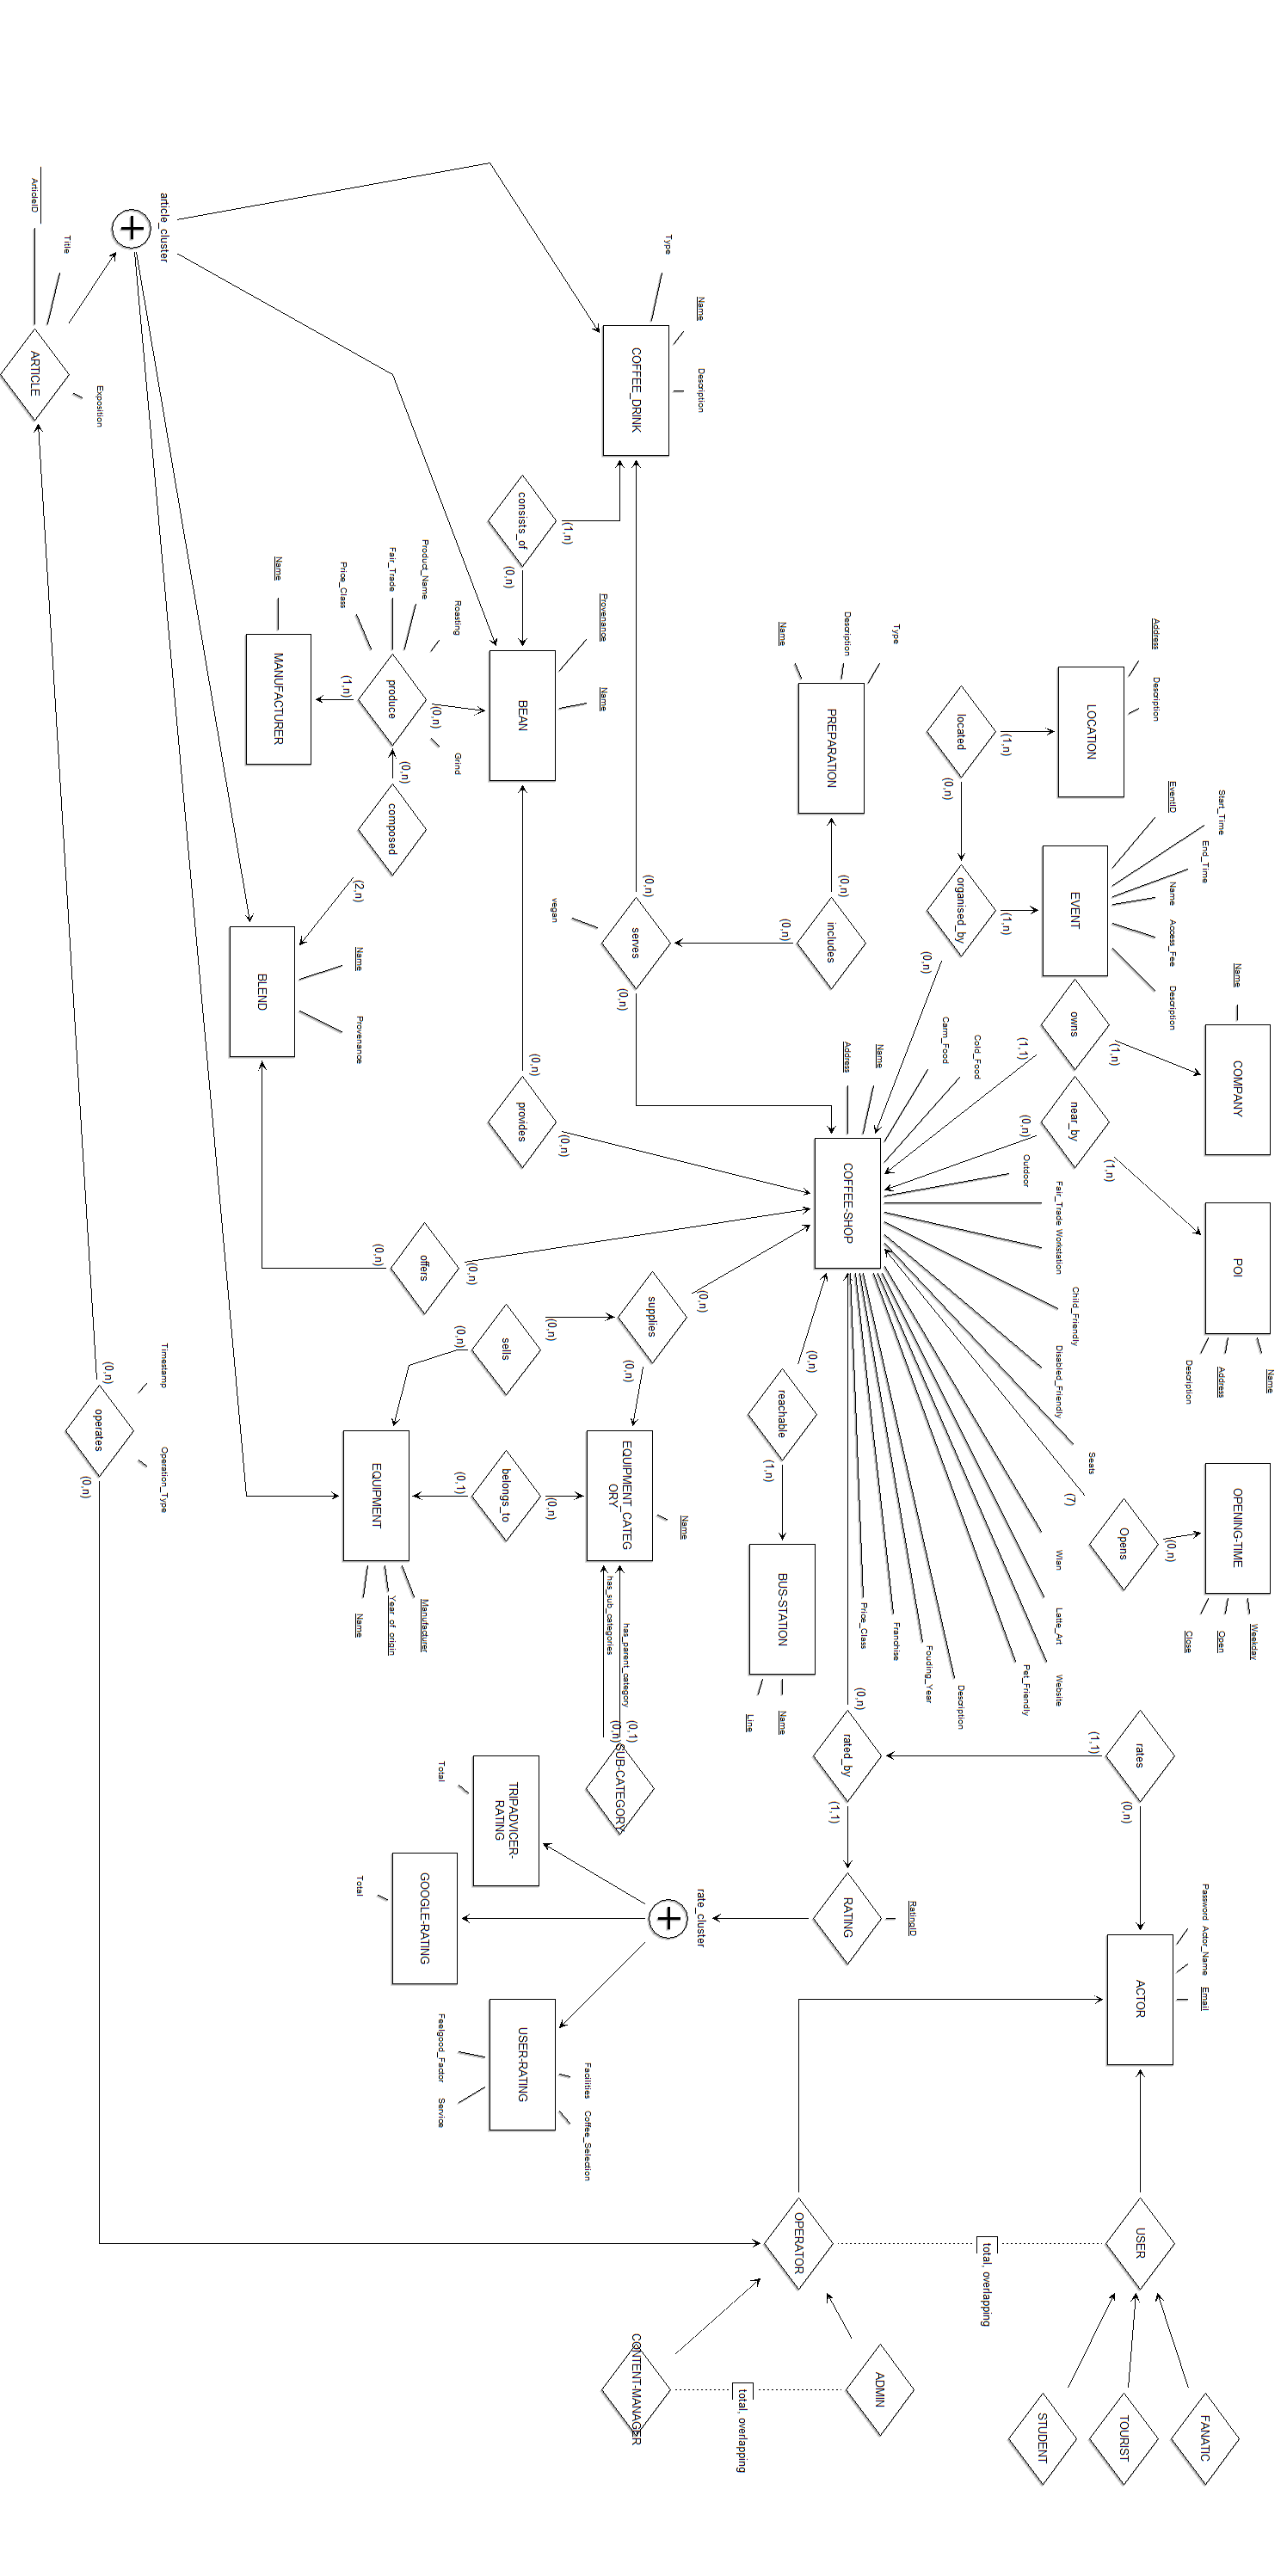 COMPANY
Name
POI
Name
Address
Description
OPENING-TIME
Weekday
Open
Close
FANATIC
TOURIST
STUDENT
USER
total, overlapping
ACTOR
Password
Actor_Name
Email
rates
(1,1)
(0,n)
Opens
(0,n)
(7)
LOCATION
Address
Description
EVENT
EventID
Start_Time
End_Time
Name
Access_Fee
Description
owns
(1,n)
(1,1)
near_by
(1,n)
(0,n)
located
(1,n)
(0,n)
organised_by
(1,n)
(0,n)
COFFEE-SHOP
Address
Name
Carm_Food
Cold_Food
Outdoor
Fair_Trade
Workstation
Child_Friendly
Disabled_Friendly
Seats
Wlan
Latte_Art
Website
Pet_Friendly
Description
Fouding_Year
Franchise
Price_Class
PREPARATION
Name
Description
Type
includes
(0,n)
(0,n)
reachable
(0,n)
(1,n)
BUS-STATION
Name
Line
rated_by
(0,n)
(1,1)
RATING
RatingID
rate_cluster
OPERATOR
ADMIN
total, overlapping
CONTENT-MANAGER
COFFEE_DRINK
Type
Name
Description
serves
(0,n)
(0,n)
vegan
supplies
(0,n)
(0,n)
EQUIPMENT_CATEG
ORY
Name
has_parent_category
(0,1)
has_sub_categories
(0,n)
SUB-CATEGORY
consists_of
(1,n)
(0,n)
BEAN
Provenance
Name
provides
(0,n)
(0,n)
sells
(0,n)
(0,n)
belongs_to
(0,n)
(0,1)
TRIPADVICER-
RATING
Total
GOOGLE-RATING
Total
USER-RATING
Facilities
Coffee_Selection
Feelgood_Factor
Service
produce
Price_Class
Fair_Trade
Product_Name
Roasting
Grind
(0,n)
(1,n)
composed
(0,n)
(2,n)
offers
(0,n)
(0,n)
EQUIPMENT
Manufacturer
Year_of_origin
Name
MANUFACTURER
Name
BLEND
Name
Provenance
article_cluster
ARTICLE
ArticleID
Title
Exposition
operates
Timestamp
Operation_Type
(0,n)
(0,n)